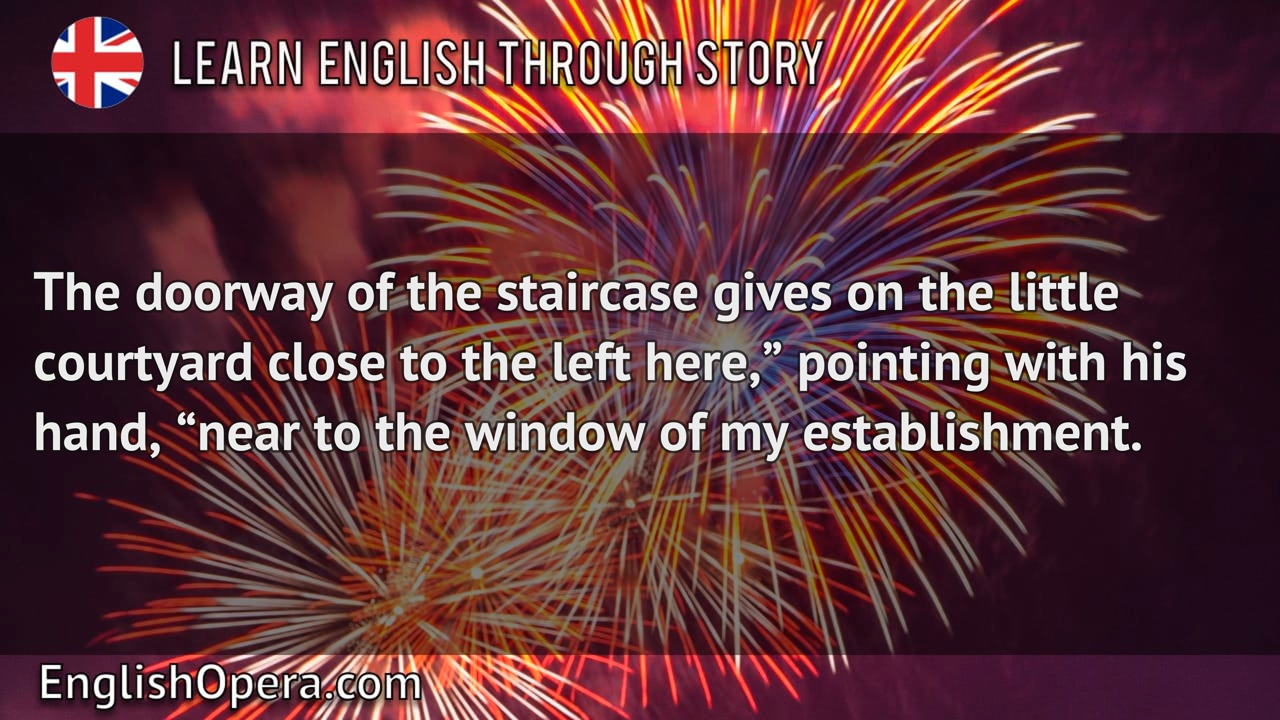 LEARN ENGLISH THROUGH STORY
The doorway of the staircase gives on the little
courtyard close to the left here,” pointing with his
hand, “near to the window of my establishment.
EnglishOpera.com